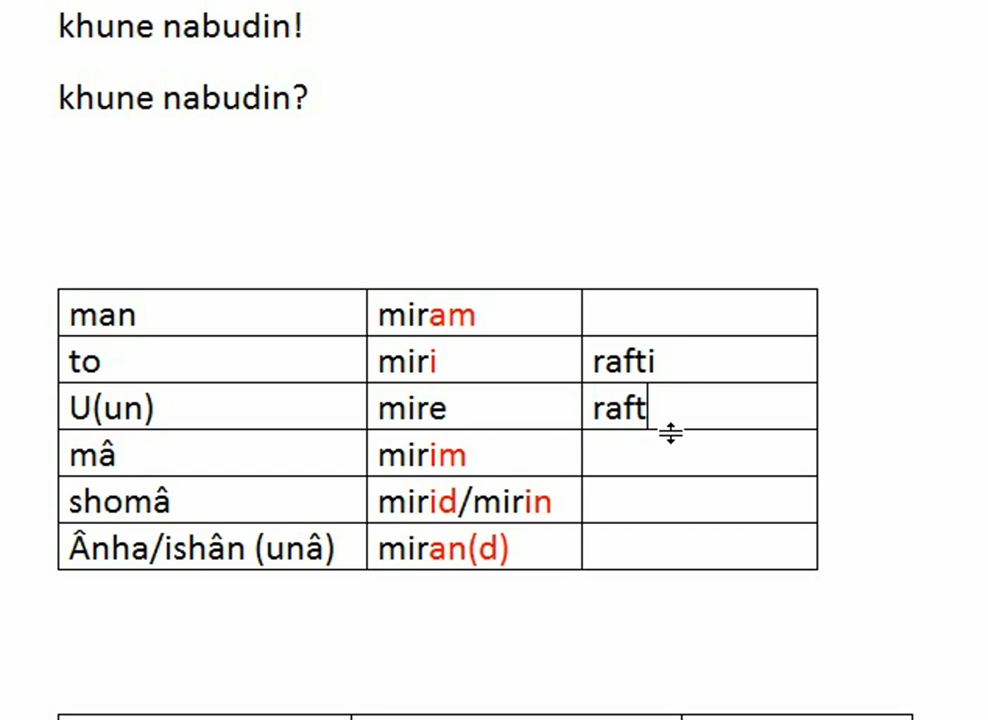 khune nabudin!
khune nabudin?
man miram
to miri rafti
U(un) mire raft
mâ mirim
shomâ mirid/mirin
Ânha/ishân (unâ) miran(d)